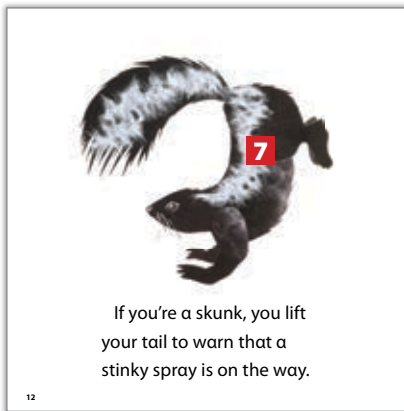 7
If you're a skunk, you lift
your tail to warn that a
stinky spray is on the way.
12